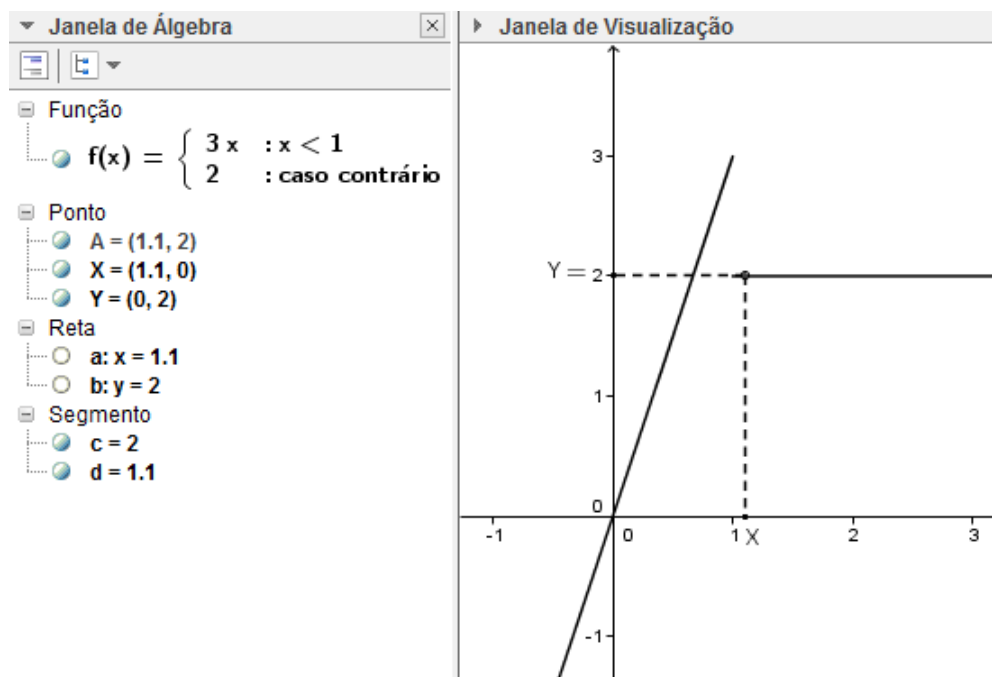 Janela de Álgebra
Função
f(x) = { 3 x : x < 1
2 : caso contrário
Ponto
A = (1.1, 2)
X = (1.1, 0)
Y = (0, 2)
Reta
a: x = 1.1
b: y = 2
Segmento
c = 2
d = 1.1
Janela de Visualização
3
Y = 2
1
0
-1 0 1 X 2 3
-1